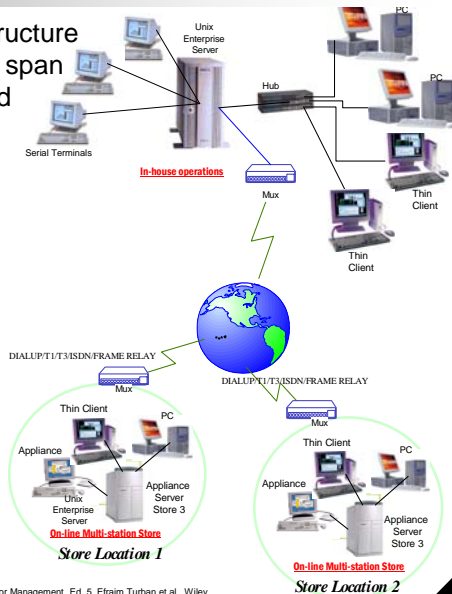 ructure
span
d
Unix
Enterprise
Server
PC
Hub
PC
Serial Terminals
In-house operations
Mux
Thin
Client
Thin
Client
DIALUP/T1/T3/ISDN/FRAME RELAY
Mux
DIALUP/T1/T3/ISDN/FRAME RELAY
Mux
Thin Client
PC
Appliance
Unix
Enterprise
Server
Appliance
Server
Store 3
On-line Multi-station Store
Store Location 1
Thin Client
PC
Appliance
Appliance
Server
Store 3
On-line Multi-station Store
Store Location 2
or Management, Ed. 5, Efraim Turban et al., Wiley